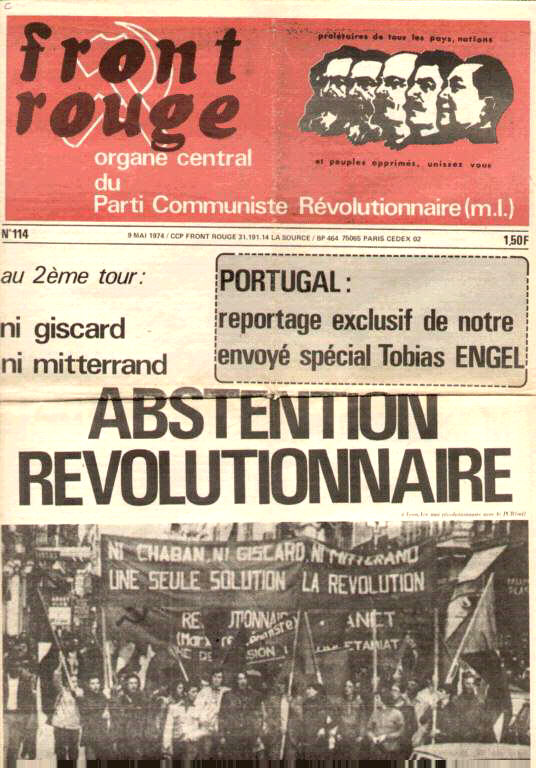 front
rouge
organe central
du
Parti Communiste Révolutionnaire (m.l.)
prolétaires de tous les pays, nations
et peuples opprimés, unissez vous
N° 114
9 MAI 1974 / CCP FRONT ROUGE 31.191.14 LA SOURCE / BP 464 75065 PARIS CEDEX 02
1,50F
au 2ème tour:
ni giscard
ni mitterrand
PORTUGAL:
reportage exclusif de notre
envoyé spécial Tobias ENGEL
ABSTENTION
REVOLUTIONNAIRE
NI CHABAN, NI GISCARD, NI MITTERAND
UNE SEULE SOLUTION LA REVOLUTION